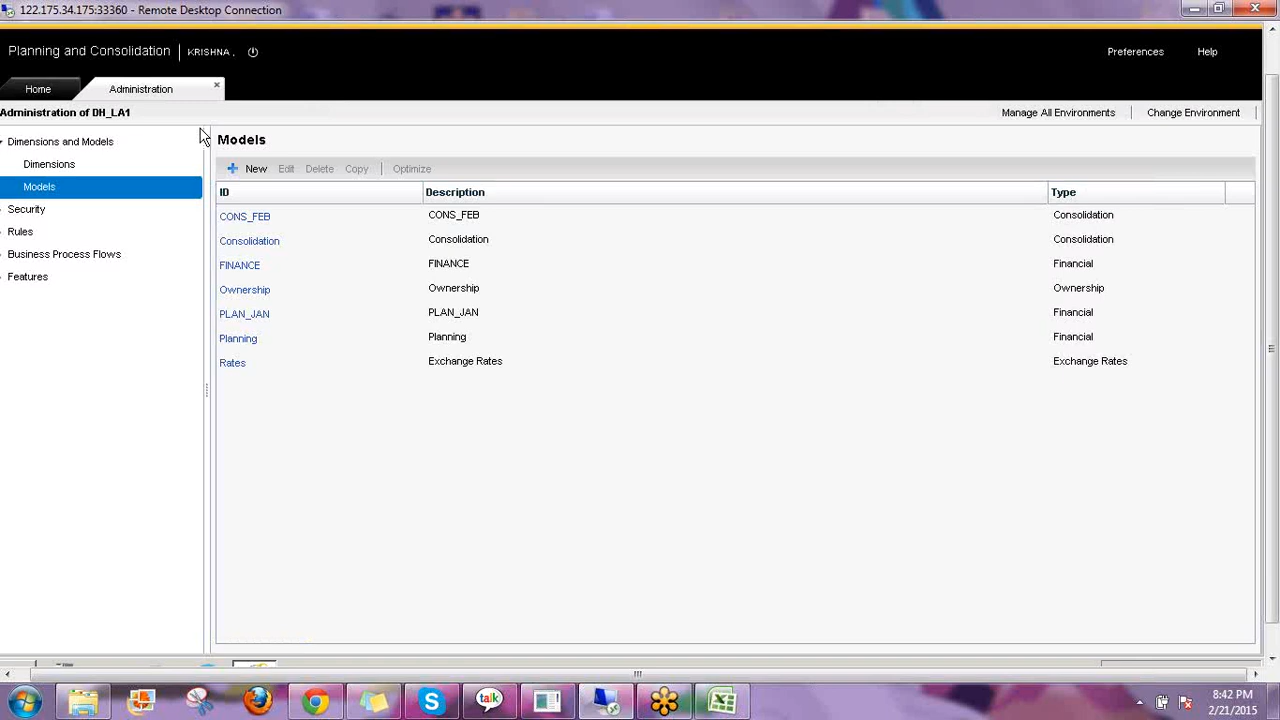 122.175.34.175:33360 - Remote Desktop Connection
Planning and Consolidation KRISHNA .
Preferences Help
Home Administration
Administration of DH_LA1 Manage All Environments Change Environment
Dimensions and Models
Dimensions
Models
Security
Rules
Business Process Flows
Features
Models
New Edit Delete Copy Optimize
ID Description Type
CONS_FEB CONS_FEB Consolidation
Consolidation Consolidation Consolidation
FINANCE FINANCE Financial
Ownership Ownership Ownership
PLAN_JAN PLAN_JAN Financial
Planning Planning Financial
Rates Exchange Rates Exchange Rates
talk
8:42 PM
2/21/2015